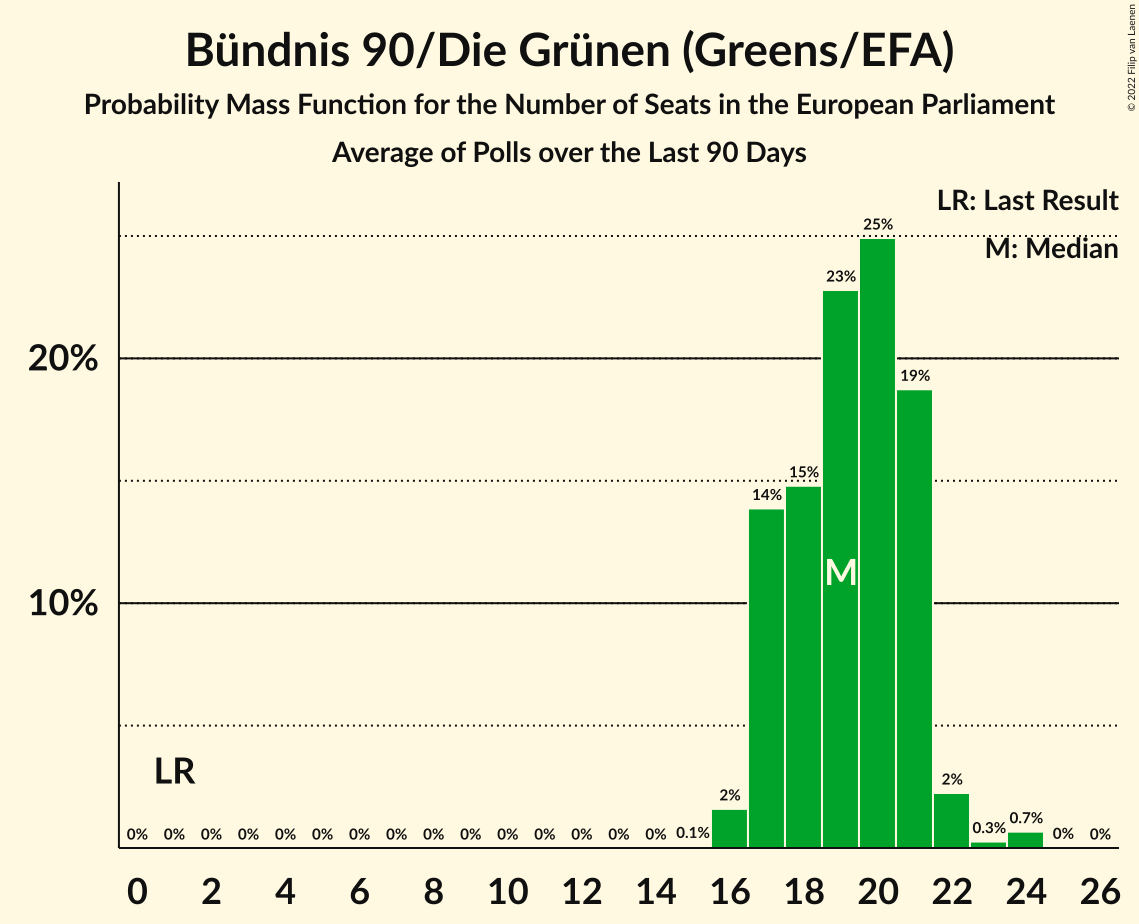 Bündnis 90/Die Grünen (Greens/EFA)
Probability Mass Function for the Number of Seats in the European Parliament
Average of Polls over the Last 90 Days
© 2022 Filip van Laenen
LR: Last Result
M: Median
25%
23%
20%
19%
15%
14%
M
10%
LR
2%
2%
0% 0% 0% 0% 0% 0% 0% 0% 0% 0% 0% 0% 0% 0% 0% 0.1% 0.3% 0.7% 0% 0%
0 2 4 6 8 10 12 14 16 18 20 22 24 26